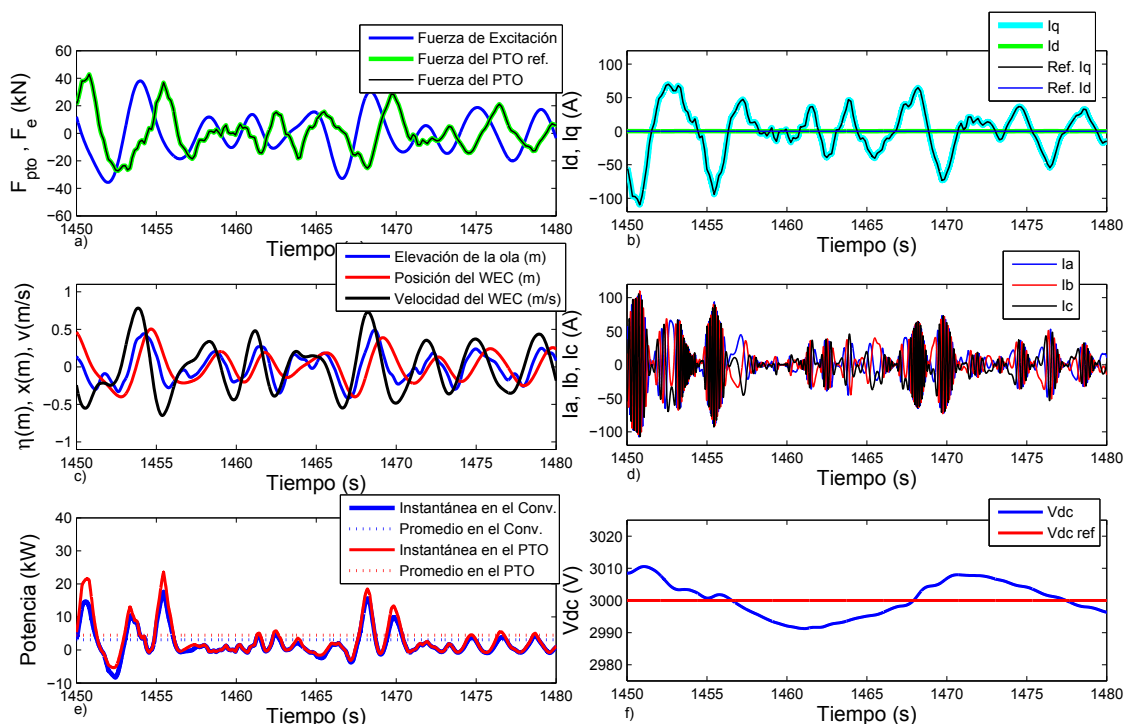 Fuerza de Excitación
Fuerza del PTO ref.
Fuerza del PTO
F_pto , F_e (kN)
60
40
20
0
−20
−40
−60
1450 1455 1460 1465 1470 1475 1480
a)
Tiempo (s)
Iq
Id
Ref. Iq
Ref. Id
Id, Iq (A)
100
50
0
−50
−100
1450 1455 1460 1465 1470 1475 1480
b)
Tiempo (s)
Elevación de la ola (m)
Posición del WEC (m)
Velocidad del WEC (m/s)
η(m), x(m), v(m/s)
1
0.5
0
−0.5
−1
1450 1455 1460 1465 1470 1475 1480
c)
Tiempo (s)
Ia
Ib
Ic
Ia, Ib, Ic (A)
100
50
0
−50
−100
1450 1455 1460 1465 1470 1475 1480
d)
Tiempo (s)
Instantánea en el Conv.
Promedio en el Conv.
Instantánea en el PTO
Promedio en el PTO
Potencia (kW)
40
30
20
10
0
−10
1450 1455 1460 1465 1470 1475 1480
e)
Tiempo (s)
Vdc
Vdc ref
Vdc (V)
3020
3010
3000
2990
2980
1450 1455 1460 1465 1470 1475 1480
f)
Tiempo (s)